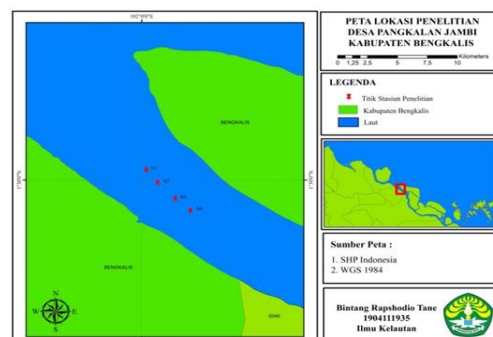 PETA LOKASI PENELITIAN
DESA PANGKALAN JAMBI
KABUPATEN BENGKALIS
Kilometers
0 1,25 2,5 5 7,5 10
LEGENDA
Titik Stasiun Penelitian
Kabupaten Bengkalis
Laut
Sumber Peta :
1. SHP Indonesia
2. WGS 1984
Bintang Rapshodio Tane
1904111935
Ilmu Kelautan
BENGKALIS
BENGKALIS
SIAK
N
W E
S